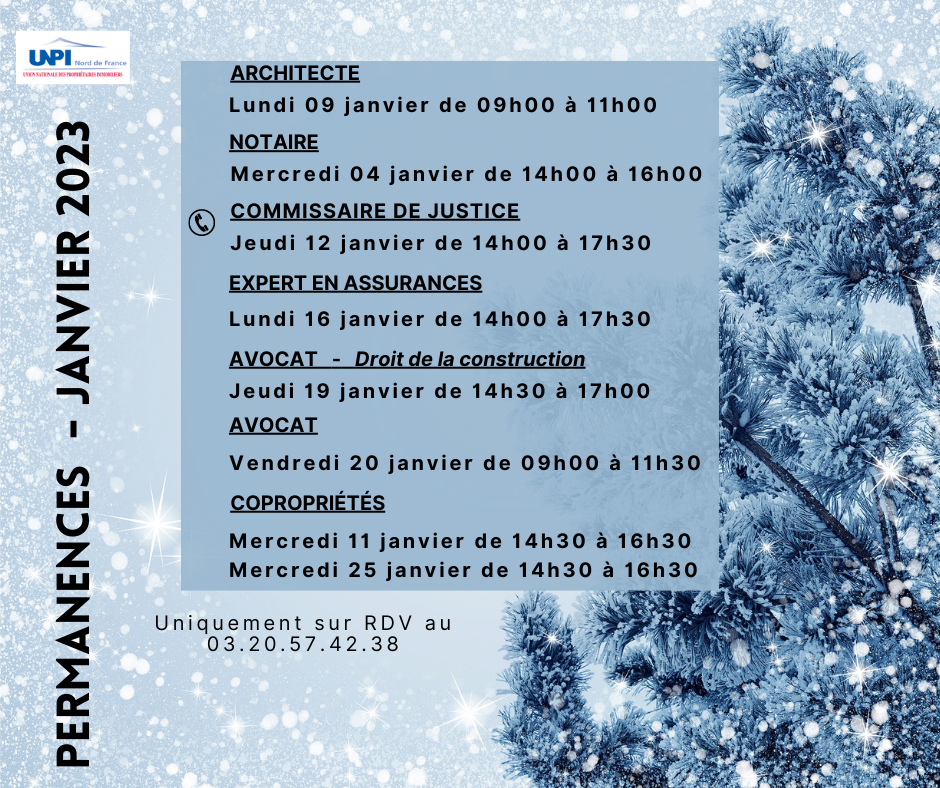 UNPI Nord de France
UNION NATIONALE DES PROPRIÉTAIRES IMMOBILIERS
PERMANENCES - JANVIER 2023
ARCHITECTE
Lundi 09 janvier de 09h00 à 11h00
NOTAIRE
Mercredi 04 janvier de 14h00 à 16h00
COMMISSAIRE DE JUSTICE
Jeudi 12 janvier de 14h00 à 17h30
EXPERT EN ASSURANCES
Lundi 16 janvier de 14h00 à 17h30
AVOCAT - Droit de la construction
Jeudi 19 janvier de 14h30 à 17h00
AVOCAT
Vendredi 20 janvier de 09h00 à 11h30
COPROPRIÉTÉS
Mercredi 11 janvier de 14h30 à 16h30
Mercredi 25 janvier de 14h30 à 16h30
Uniquement sur RDV au
03.20.57.42.38